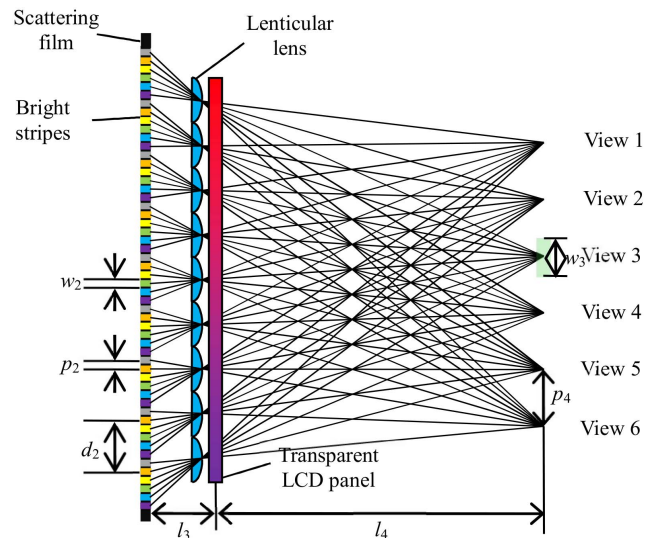 Scattering
film
Lenticular
lens
Bright
stripes
View 1
View 2
w3
View 3
View 4
View 5
View 6
w2
p2
d2
p4
Transparent
LCD panel
l3
l4